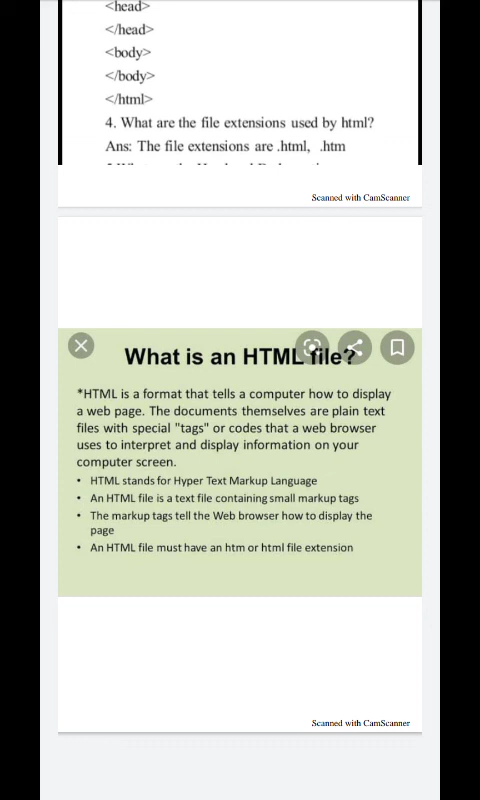 <head>
</head>
<body>
</body>
</html>
4. What are the file extensions used by html?
Ans: The file extensions are .html, .htm
Scanned with CamScanner
What is an HTML file?
*HTML is a format that tells a computer how to display
a web page. The documents themselves are plain text
files with special "tags" or codes that a web browser
uses to interpret and display information on your
computer screen.
• HTML stands for Hyper Text Markup Language
• An HTML file is a text file containing small markup tags
• The markup tags tell the Web browser how to display the
page
• An HTML file must have an htm or html file extension
Scanned with CamScanner